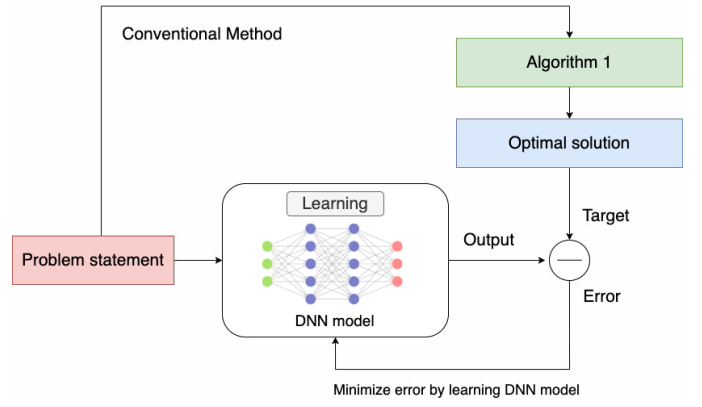 Conventional Method
Algorithm 1
Optimal solution
Learning
Target
Output
Problem statement
Error
DNN model
Minimize error by learning DNN model